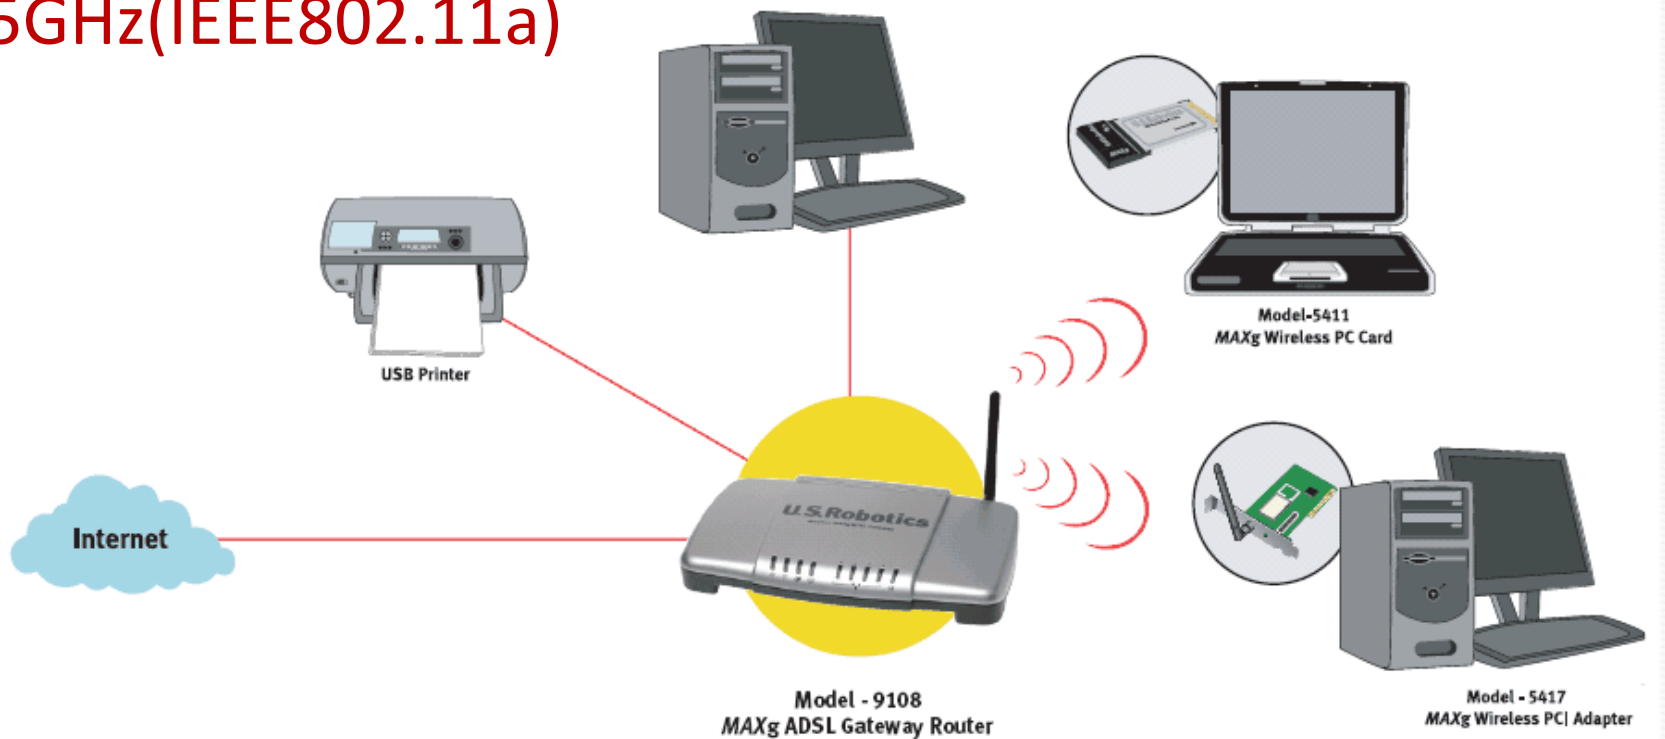 5GHz(IEEE802.11a)
Model-5411
MAXg Wireless PC Card
USB Printer
Internet
U.S.Robotics
Model - 9108
MAXg ADSL Gateway Router
Model - 5417
MAXg Wireless PC| Adapter